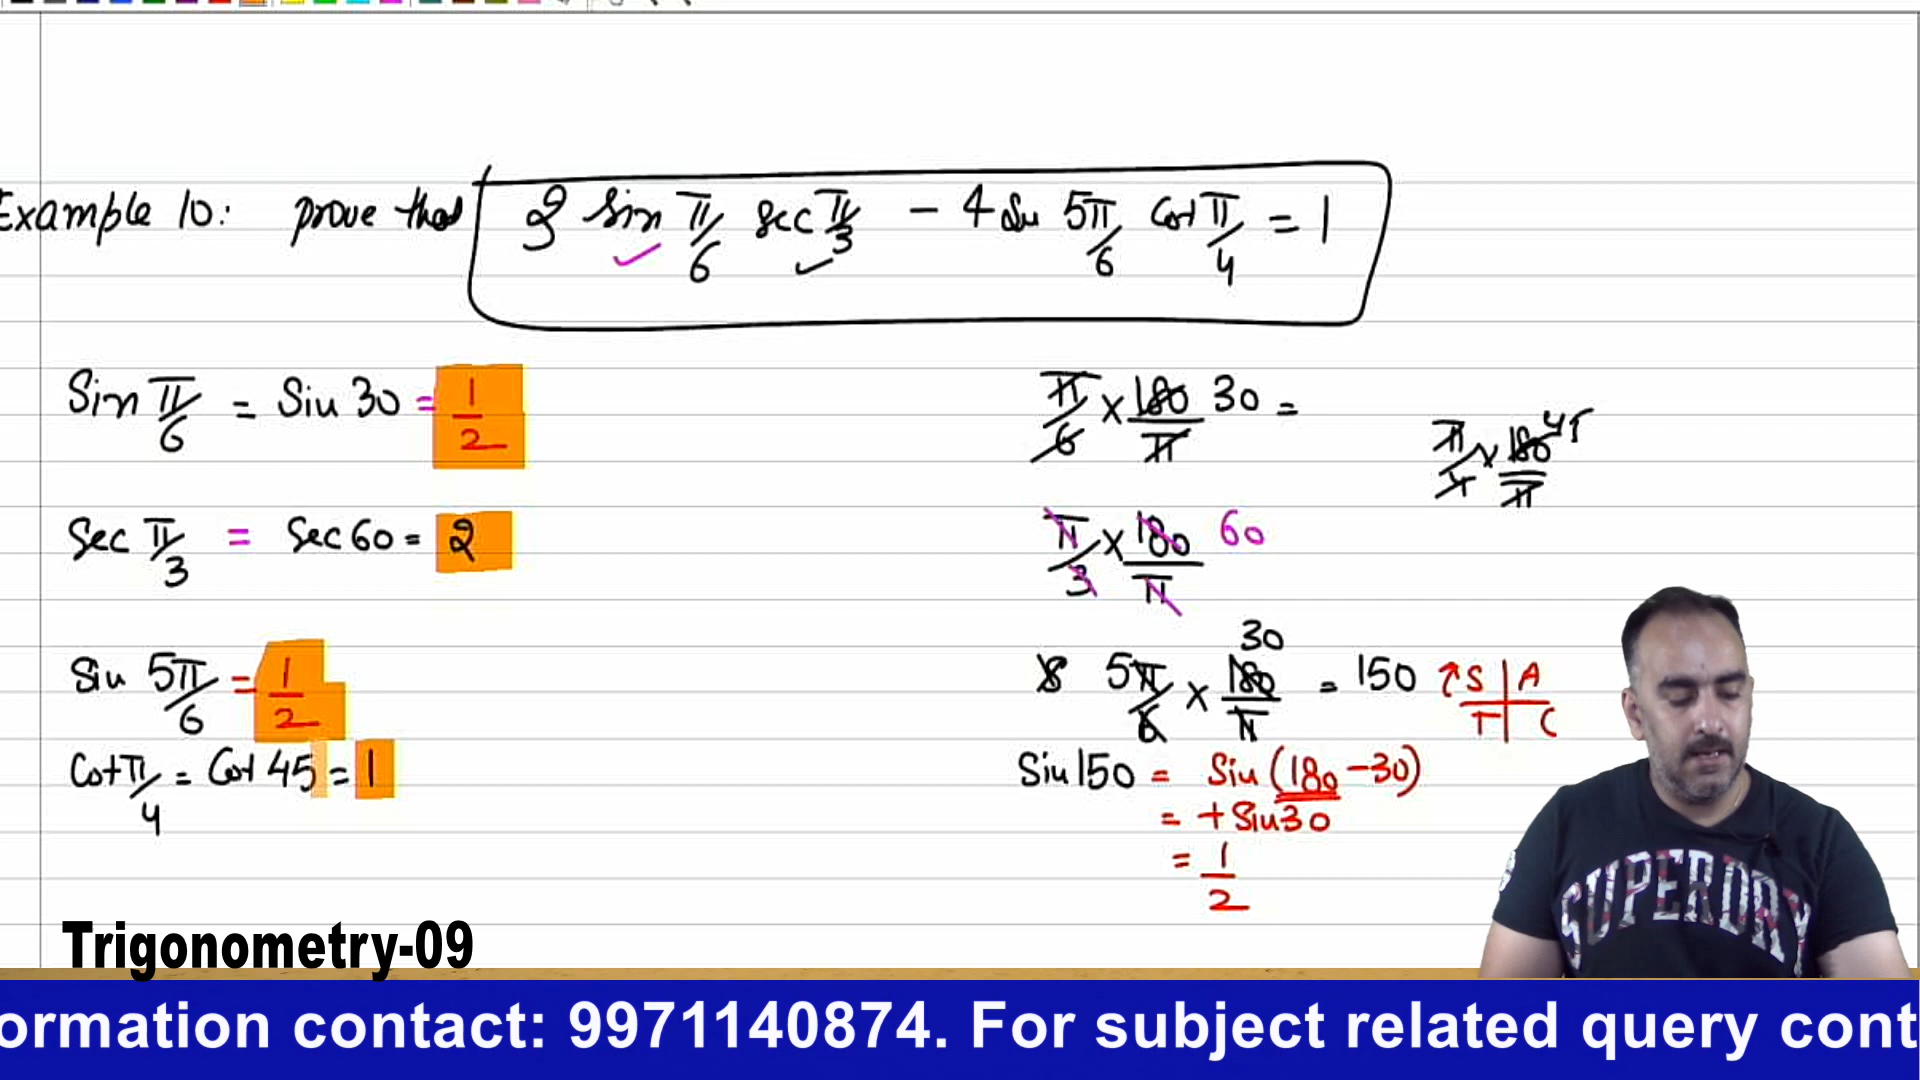 Example 10: prove that 2 sin π/6 sec π/3 - 4 sin 5π/6 cot π/4 = 1
Sin π/6 = Sin 30 = 1/2
Sec π/3 = Sec 60 = 2
Sin 5π/6 = 1/2
Cot π/4 = Cot 45 = 1
π/6 × 180/π 30 =
π/4 × 180/π 45
π/3 × 180/π 60
5π/6 × 180/π 30 = 150
S A
T C
Sin 150 = Sin (180 - 30)
= + Sin 30
= 1/2
SUPERDRY
Trigonometry-09
ormation contact: 9971140874. For subject related query cont